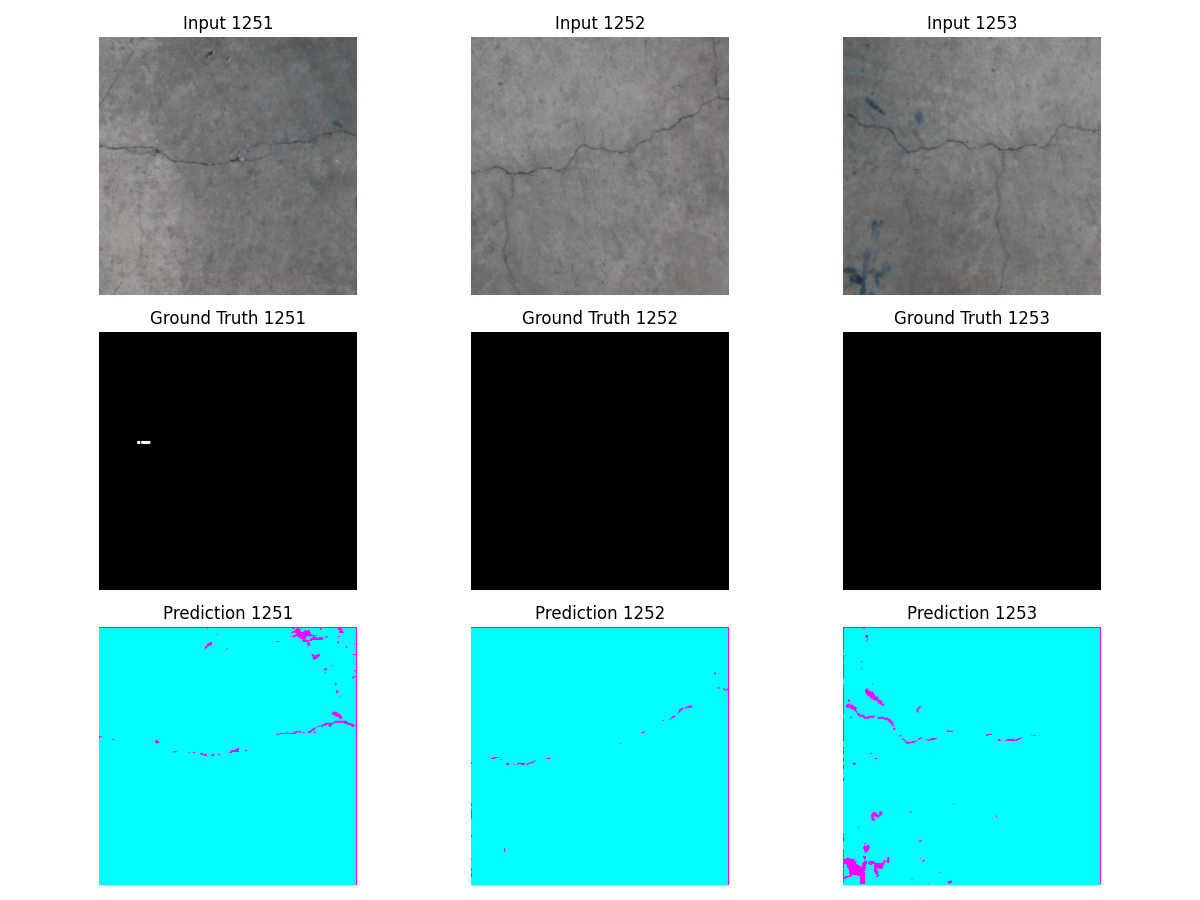 Input 1251
Input 1252
Input 1253
Ground Truth 1251
Ground Truth 1252
Ground Truth 1253
Prediction 1251
Prediction 1252
Prediction 1253